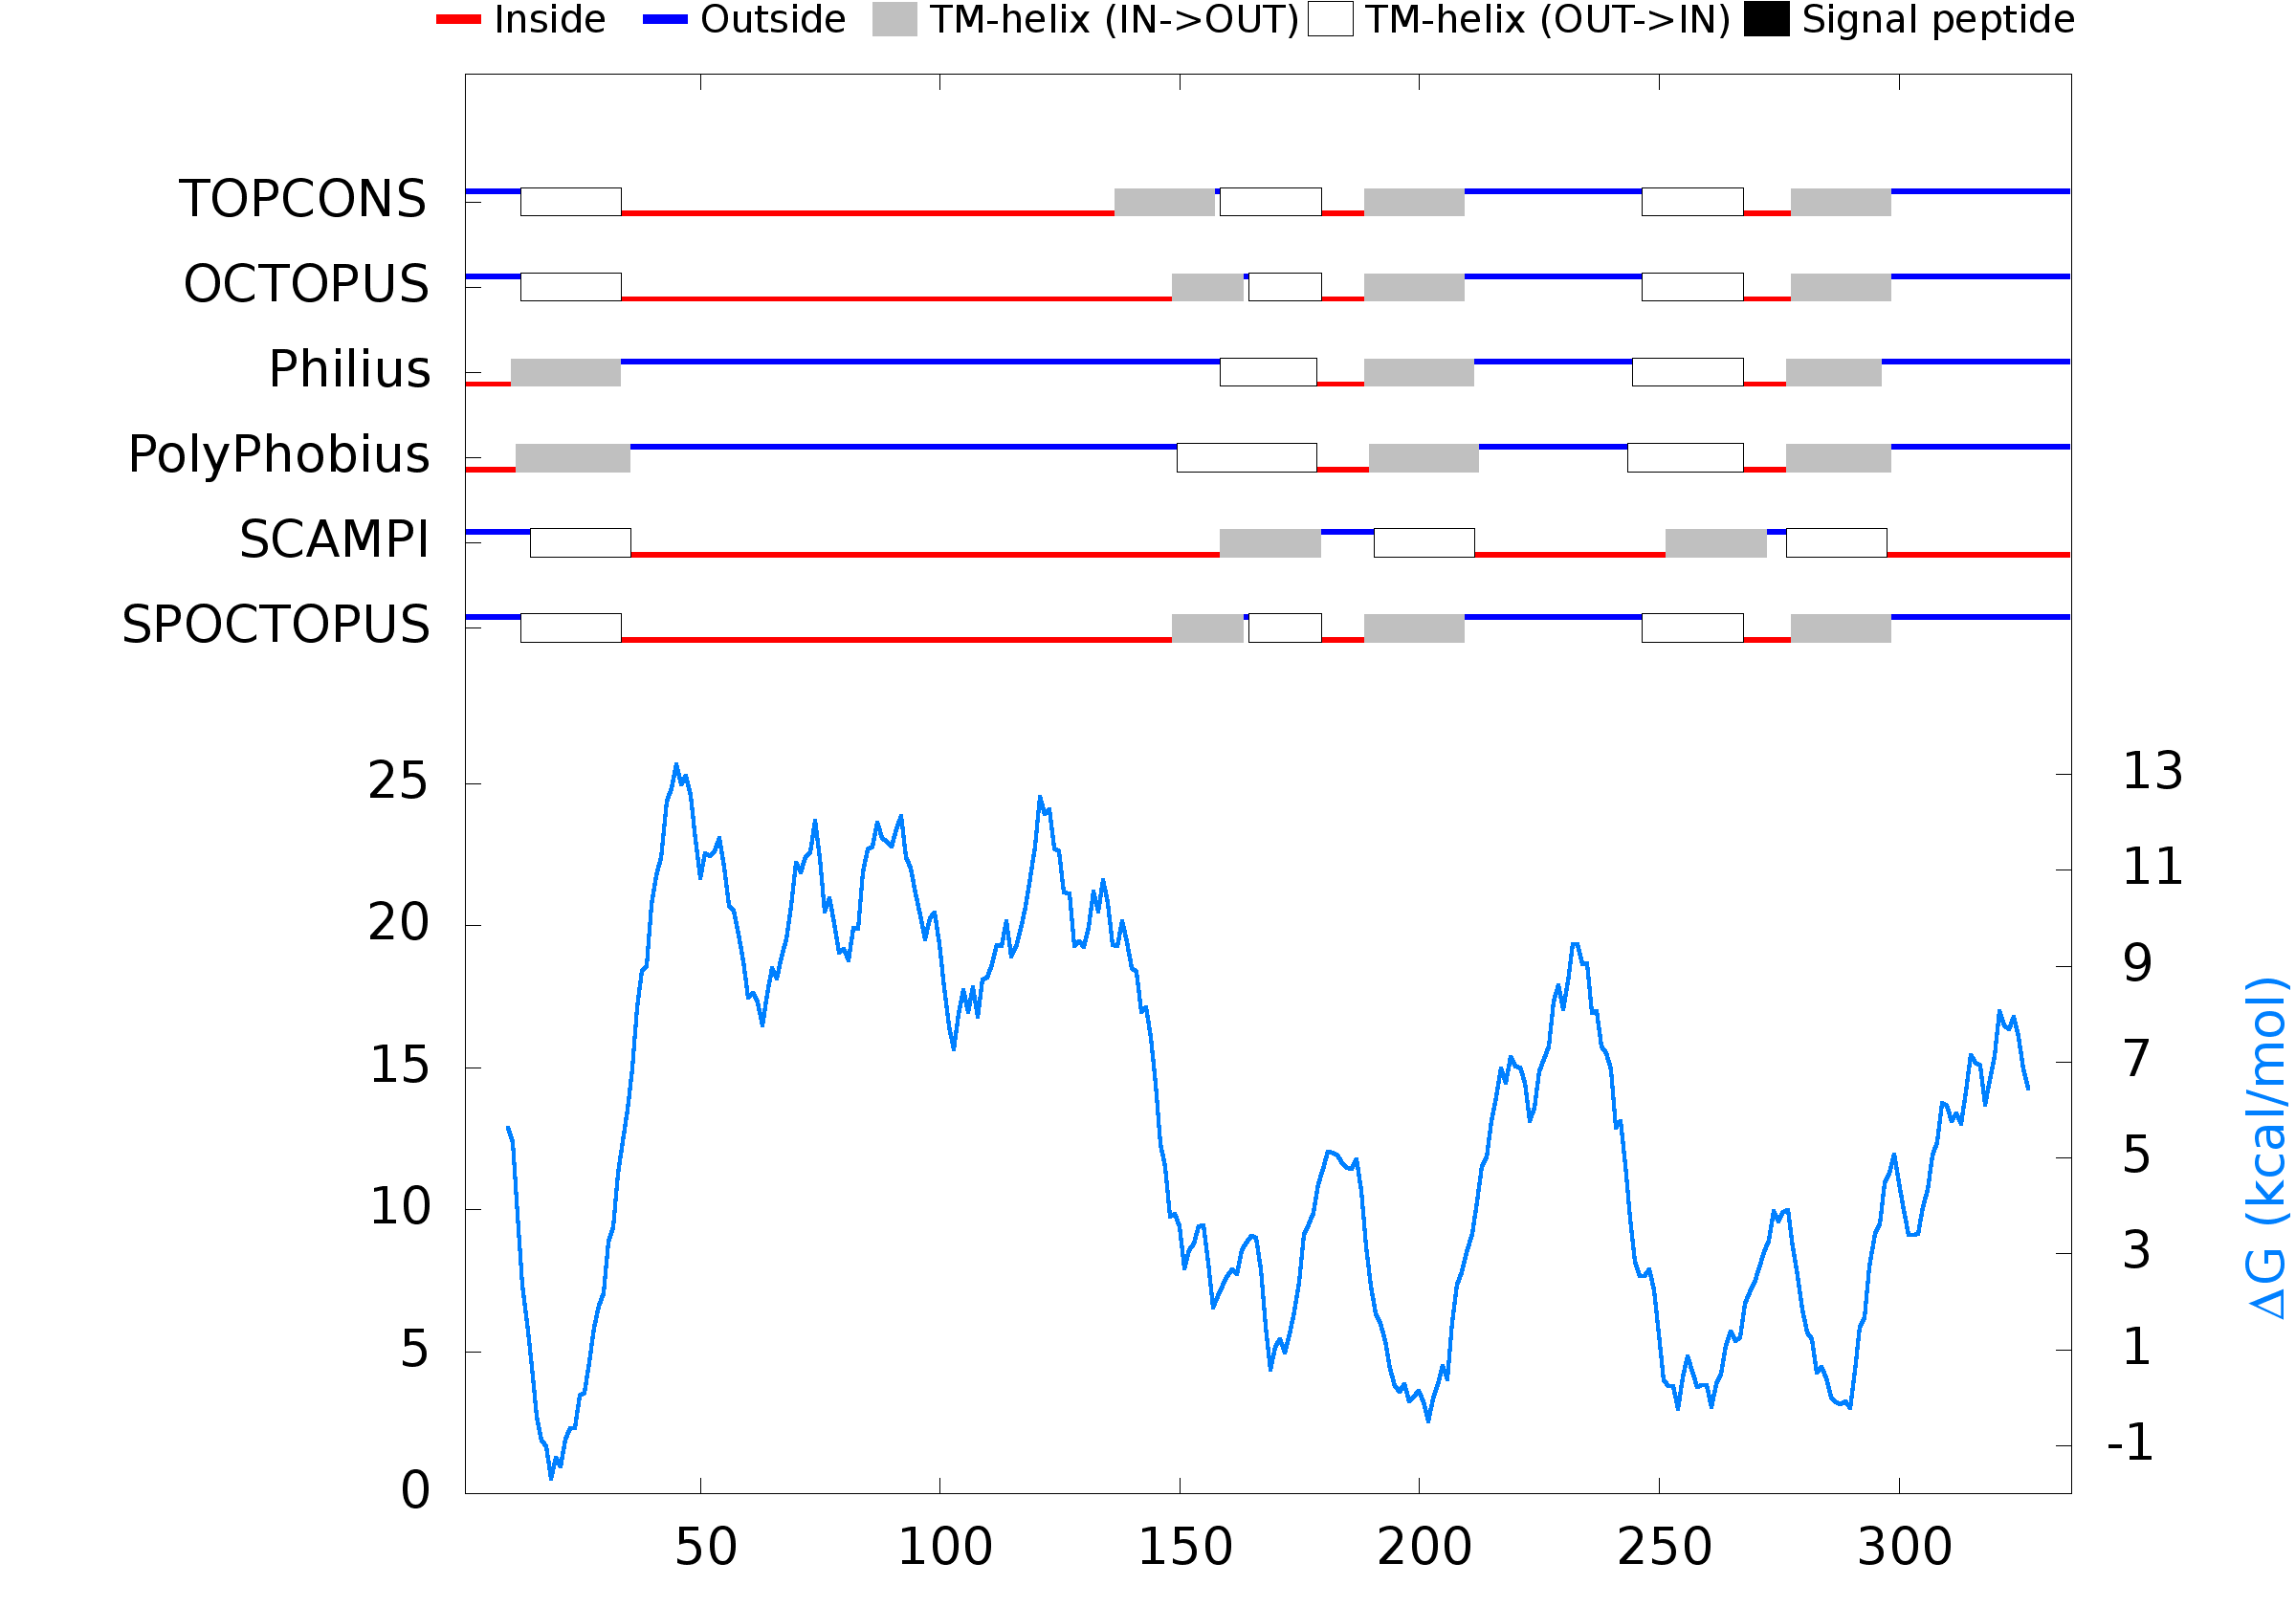 Inside Outside TM-helix (IN->OUT) TM-helix (OUT->IN) Signal peptide
TOPCONS
OCTOPUS
Philius
PolyPhobius
SCAMPI
SPOCTOPUS
25 13
11
20 9
15 7
10 5
3
5 1
-1
0
ΔG (kcal/mol)
50 100 150 200 250 300